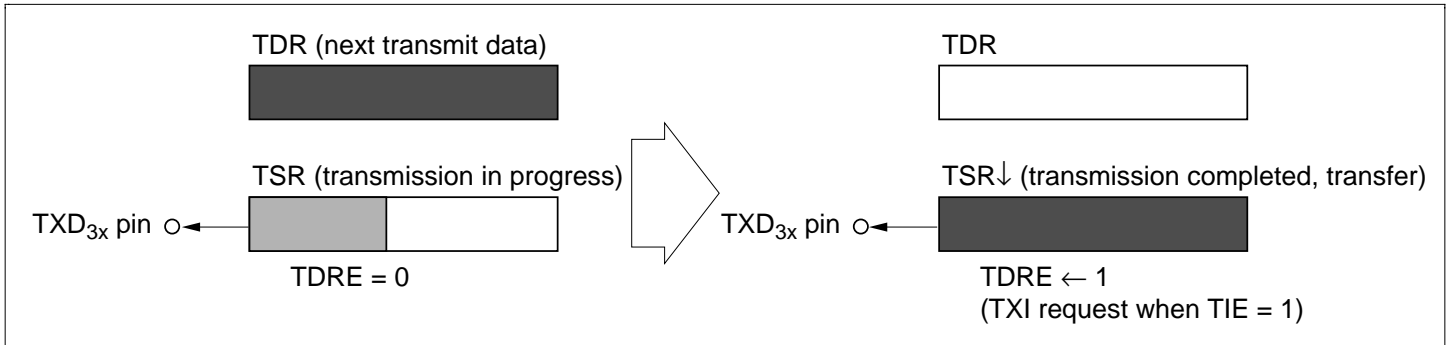 TDR (next transmit data)
TSR (transmission in progress)
TXD3x pin
TDRE = 0
TDR
TSR↓ (transmission completed, transfer)
TXD3x pin
TDRE ← 1
(TXI request when TIE = 1)